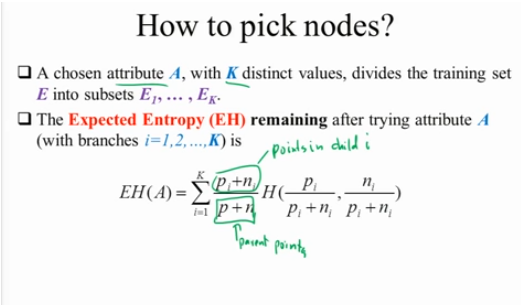 How to pick nodes?
❑ A chosen attribute A, with K distinct values, divides the training set
E into subsets E₁, … , E_K.
❑ The Expected Entropy (EH) remaining after trying attribute A
(with branches i=1,2,...,K) is
points in child i
EH(A) = \sum_{i=1}^{K} \frac{p_i+n_i}{p+n} H(\frac{p_i}{p_i+n_i}, \frac{n_i}{p_i+n_i})
parent points